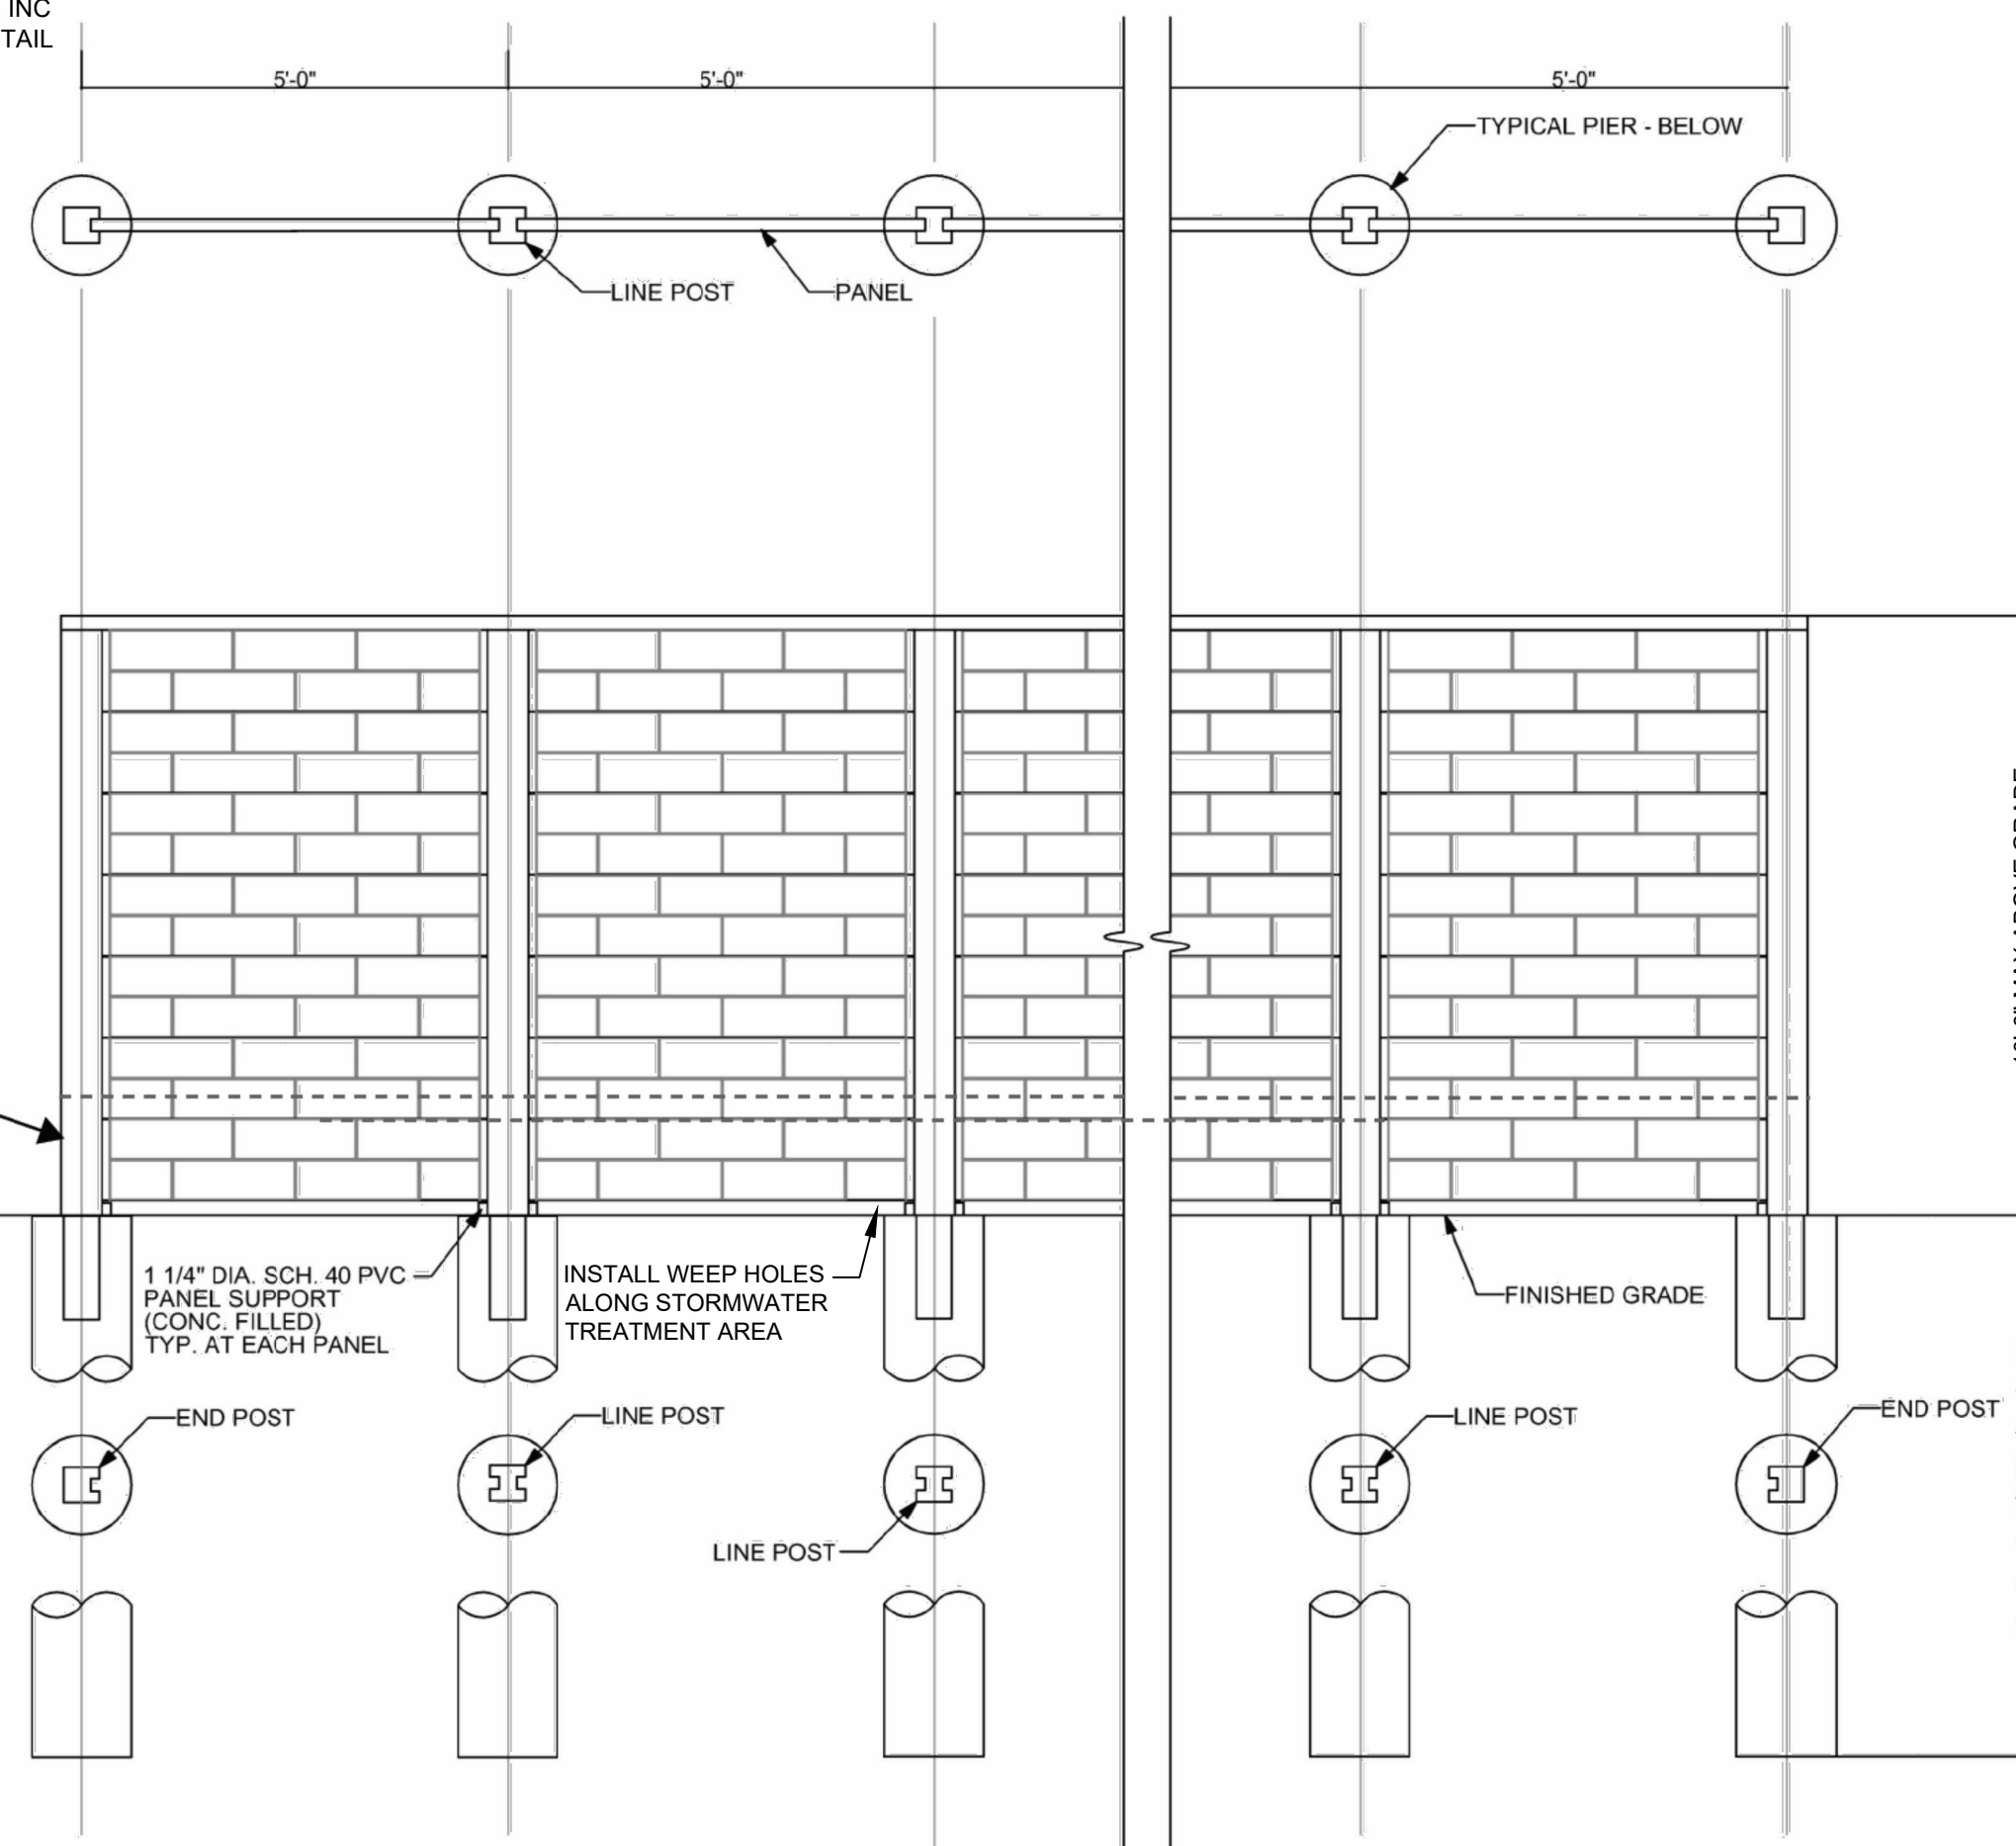 INC
TAIL
5'-0"
5'-0"
5'-0"
TYPICAL PIER - BELOW
LINE POST
PANEL
1 1/4" DIA. SCH. 40 PVC
PANEL SUPPORT
(CONC. FILLED)
TYP. AT EACH PANEL
INSTALL WEEP HOLES
ALONG STORMWATER
TREATMENT AREA
FINISHED GRADE
END POST
LINE POST
LINE POST
LINE POST
END POST